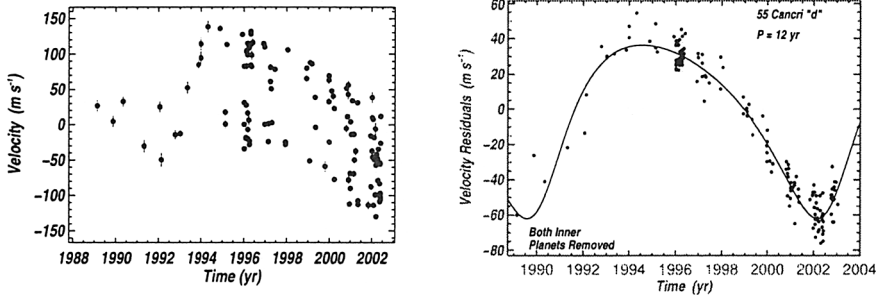 150
100
50
0
−50
−100
−150
Velocity (m s⁻¹)
1988 1990 1992 1994 1996 1998 2000 2002
Time (yr)
60
40
20
0
−20
−40
−60
−80
Velocity Residuals (m s⁻¹)
55 Cancri "d"
P = 12 yr
Both Inner
Planets Removed
1990 1992 1994 1996 1998 2000 2002 2004
Time (yr)